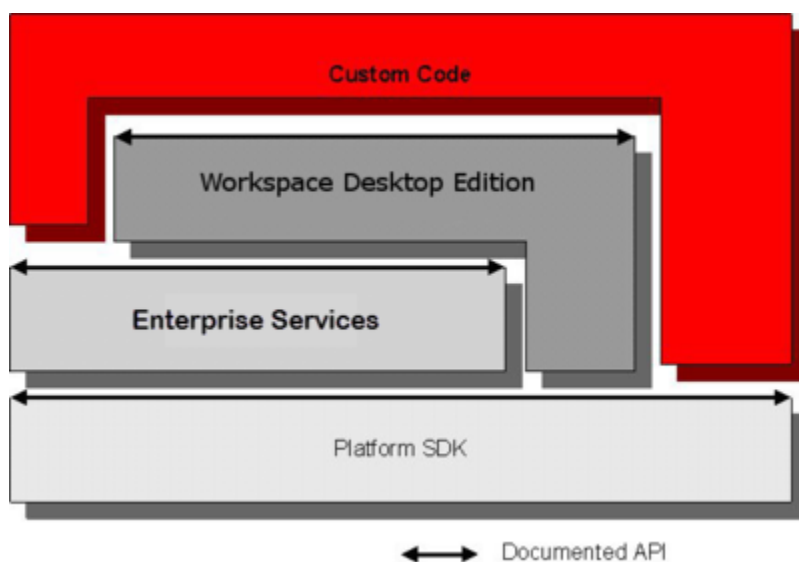 Custom Code
Workspace Desktop Edition
Enterprise Services
Platform SDK
Documented API